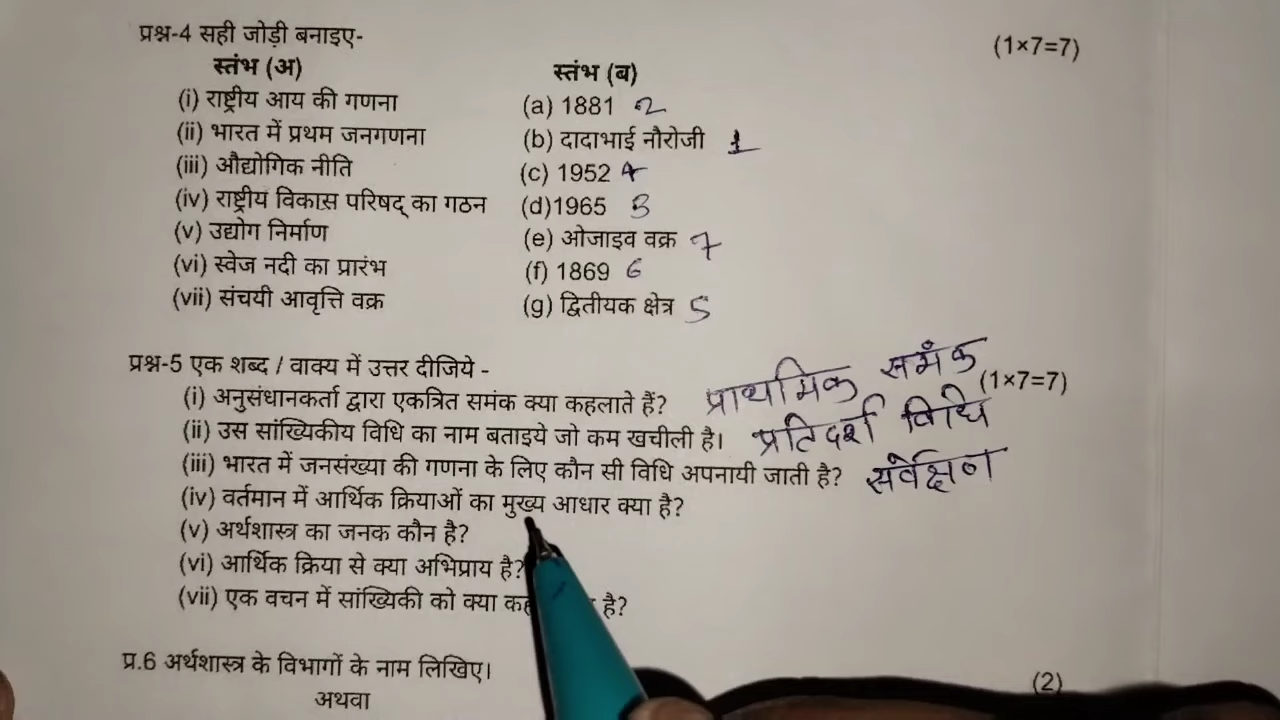 प्रश्न-4 सही जोड़ी बनाइए- (1×7=7)
स्तंभ (अ) स्तंभ (ब)
(i) राष्ट्रीय आय की गणना (a) 1881 2
(ii) भारत में प्रथम जनगणना (b) दादाभाई नौरोजी 1
(iii) औद्योगिक नीति (c) 1952 4
(iv) राष्ट्रीय विकास परिषद् का गठन (d)1965 3
(v) उद्योग निर्माण (e) ओजाइव वक्र 7
(vi) स्वेज नदी का प्रारंभ (f) 1869 6
(vii) संचयी आवृत्ति वक्र (g) द्वितीयक क्षेत्र 5
प्रश्न-5 एक शब्द / वाक्य में उत्तर दीजिये - (1×7=7)
(i) अनुसंधानकर्ता द्वारा एकत्रित समंक क्या कहलाते हैं? प्राथमिक समंक
(ii) उस सांख्यिकीय विधि का नाम बताइये जो कम खर्चीली है। प्रतिदर्श विधि
(iii) भारत में जनसंख्या की गणना के लिए कौन सी विधि अपनायी जाती है? सर्वेक्षण
(iv) वर्तमान में आर्थिक क्रियाओं का मुख्य आधार क्या है?
(v) अर्थशास्त्र का जनक कौन है?
(vi) आर्थिक क्रिया से क्या अभिप्राय है?
(vii) एक वचन में सांख्यिकी को क्या है?
प्र.6 अर्थशास्त्र के विभागों के नाम लिखिए। (2)
अथवा